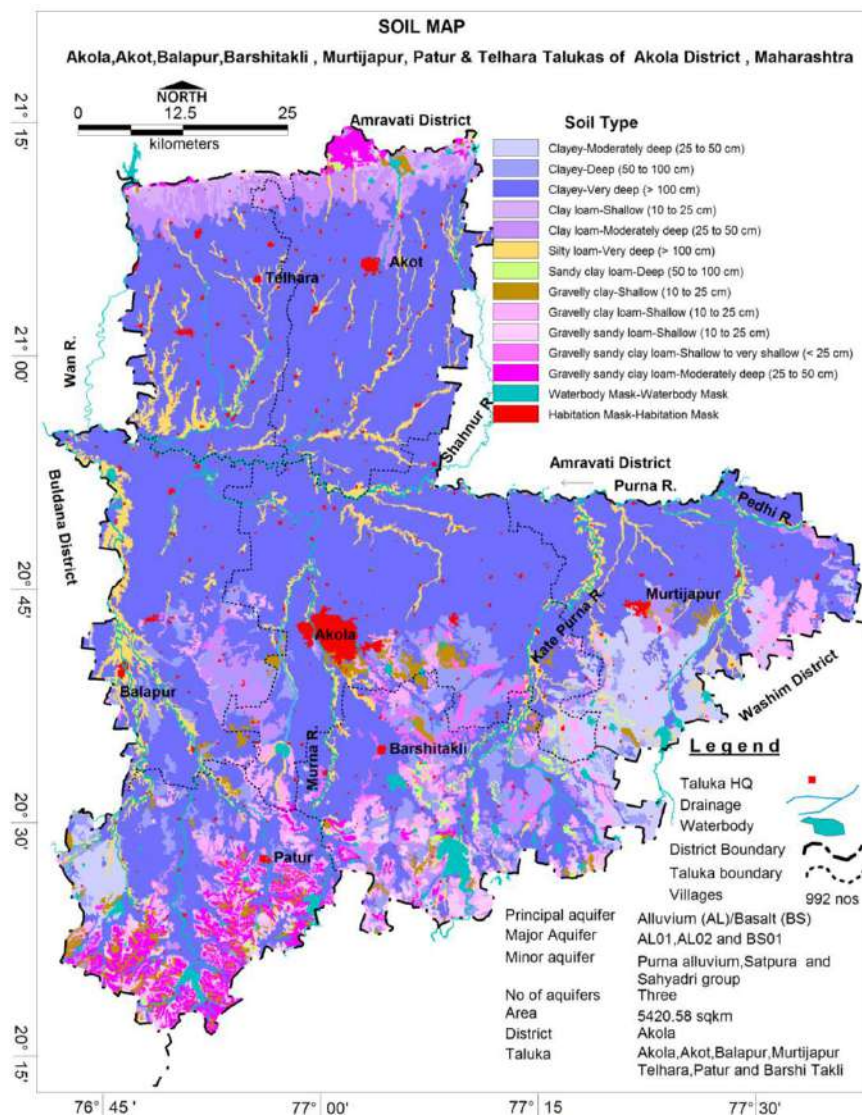 SOIL MAP
Akola,Akot,Balapur,Barshitakli , Murtijapur, Patur & Telhara Talukas of Akola District , Maharashtra
NORTH
0 12.5 25
kilometers
Amravati District
Soil Type
Clayey-Moderately deep (25 to 50 cm)
Clayey-Deep (50 to 100 cm)
Clayey-Very deep (> 100 cm)
Clay loam-Shallow (10 to 25 cm)
Clay loam-Moderately deep (25 to 50 cm)
Silty loam-Very deep (> 100 cm)
Sandy clay loam-Deep (50 to 100 cm)
Gravelly clay-Shallow (10 to 25 cm)
Gravelly clay loam-Shallow (10 to 25 cm)
Gravelly sandy loam-Shallow (10 to 25 cm)
Gravelly sandy clay loam-Shallow to very shallow (< 25 cm)
Gravelly sandy clay loam-Moderately deep (25 to 50 cm)
Waterbody Mask-Waterbody Mask
Habitation Mask-Habitation Mask
21° 15'
21° 00'
20° 45'
20° 30'
20° 15'
Akot
Telhara
Wan R.
Shahnur R.
Amravati District
Purna R.
Pedhi R.
Buldana District
Murtijapur
Kate Purna R.
Akola
Balapur
Washim District
Murna R.
Barshitakli
Patur
Legend
Taluka HQ
Drainage
Waterbody
District Boundary
Taluka boundary
Villages 992 nos
Principal aquifer Alluvium (AL)/Basalt (BS)
Major Aquifer AL01,AL02 and BS01
Minor aquifer Purna alluvium,Satpura and
Sahyadri group
No of aquifers Three
Area 5420.58 sqkm
District Akola
Taluka Akola,Akot,Balapur,Murtijapur
Telhara,Patur and Barshi Takli
76° 45' 77° 00' 77° 15' 77° 30'